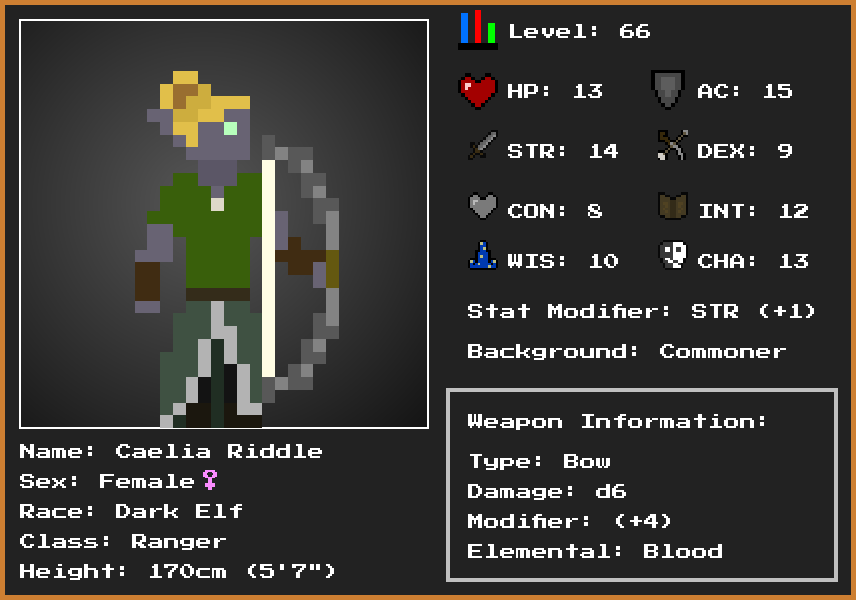 Level: 66
HP: 13 AC: 15
STR: 14 DEX: 9
CON: 8 INT: 12
WIS: 10 CHA: 13
Stat Modifier: STR (+1)
Background: Commoner
Weapon Information:
Type: Bow
Damage: d6
Modifier: (+4)
Elemental: Blood
Name: Caelia Riddle
Sex: Female♀
Race: Dark Elf
Class: Ranger
Height: 170cm (5'7")